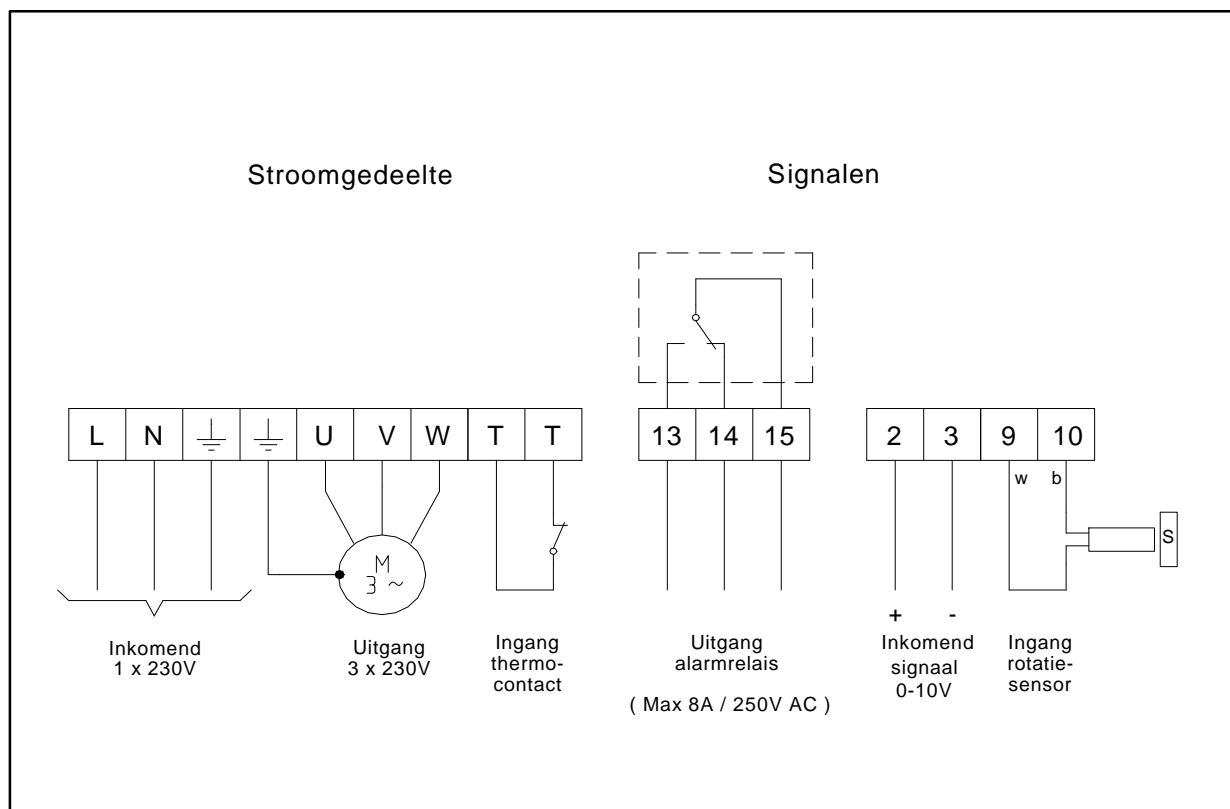 Stroomgedeelte
Signalen
L N U V W T T
13 14 15
2 3 9 10
w b
M
3 ~
S
+ -
Inkomend
1 x 230V
Uitgang
3 x 230V
Ingang
thermo-
contact
Uitgang
alarmrelais
( Max 8A / 250V AC )
Inkomend
signaal
0-10V
Ingang
rotatie-
sensor